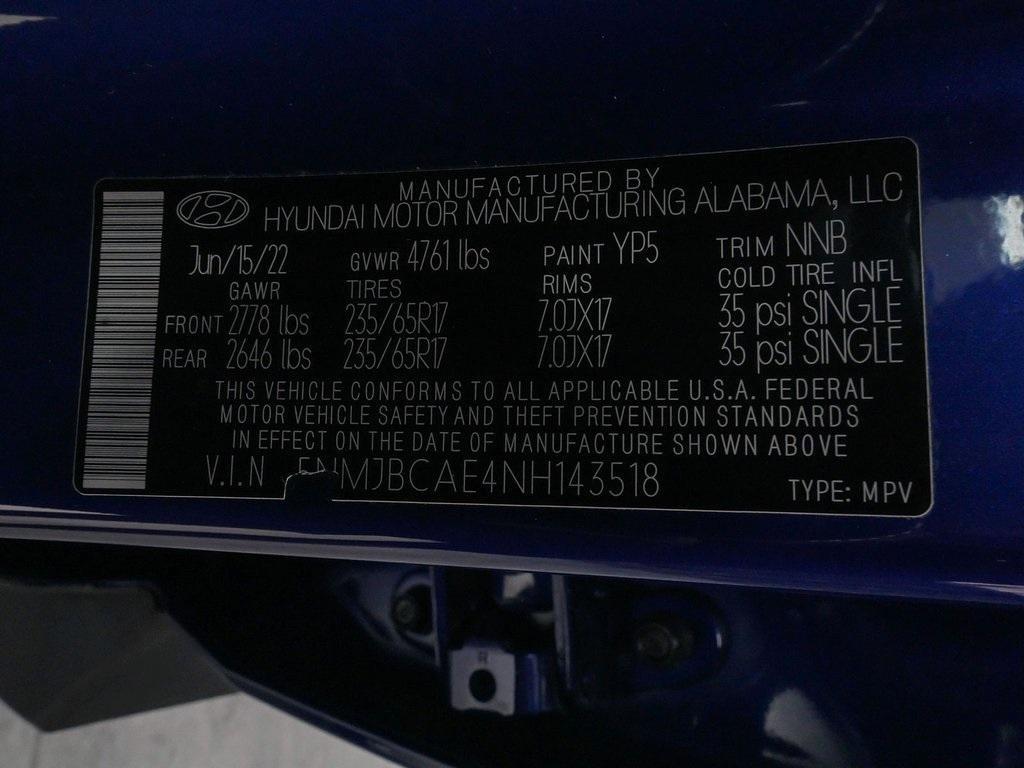 MANUFACTURED BY
HYUNDAI MOTOR MANUFACTURING ALABAMA, LLC
Jun/15/22 GVWR 4761 lbs PAINT YP5 TRIM NNB
GAWR TIRES RIMS COLD TIRE INFL
FRONT 2778 lbs 235/65R17 7.0JX17 35 psi SINGLE
REAR 2646 lbs 235/65R17 7.0JX17 35 psi SINGLE
THIS VEHICLE CONFORMS TO ALL APPLICABLE U.S.A. FEDERAL
MOTOR VEHICLE SAFETY AND THEFT PREVENTION STANDARDS
IN EFFECT ON THE DATE OF MANUFACTURE SHOWN ABOVE
V.I.N 5NMJBCAE4NH143518
TYPE: MPV